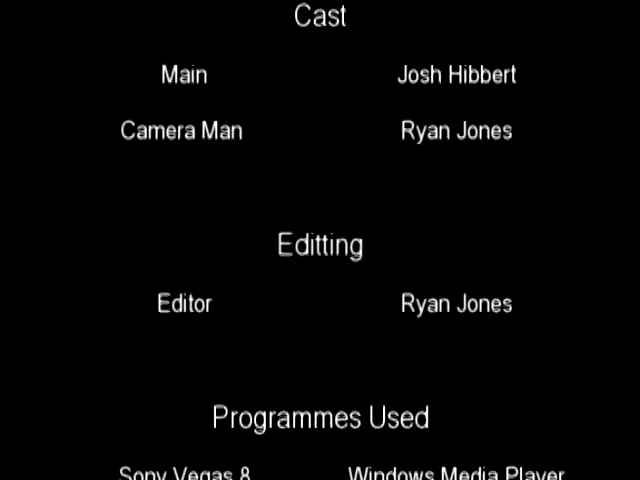 Cast
Main Josh Hibbert
Camera Man Ryan Jones
Editting
Editor Ryan Jones
Programmes Used
Sony Vegas 8 Windows Media Player